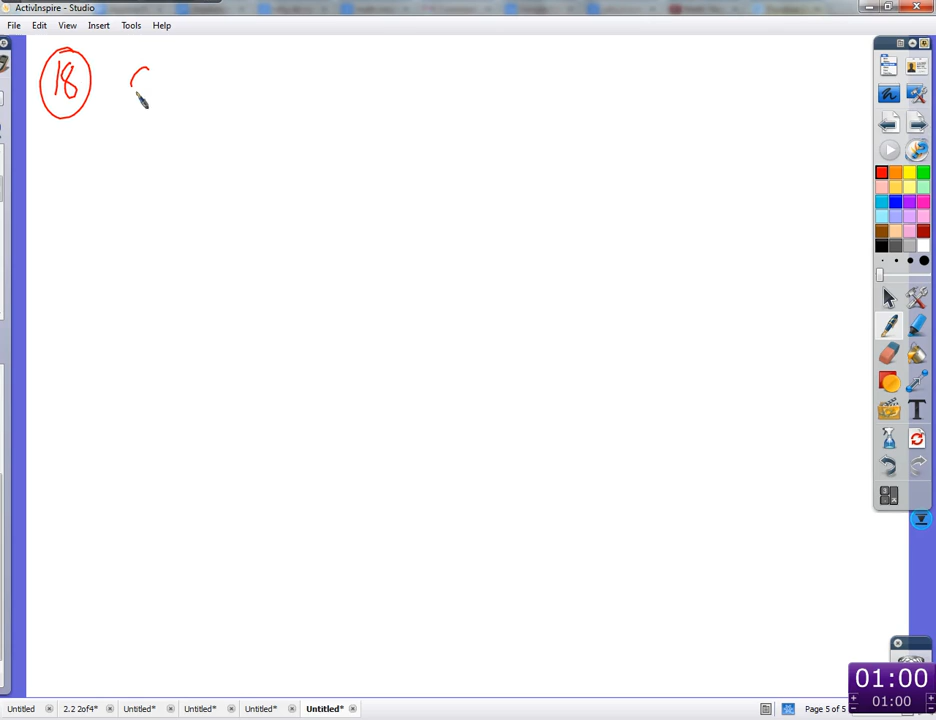 ActivInspire - Studio
File Edit View Insert Tools Help
18
01:00
01:00
Page 5 of 5
Untitled 2.2 2of4* Untitled* Untitled* Untitled* Untitled*